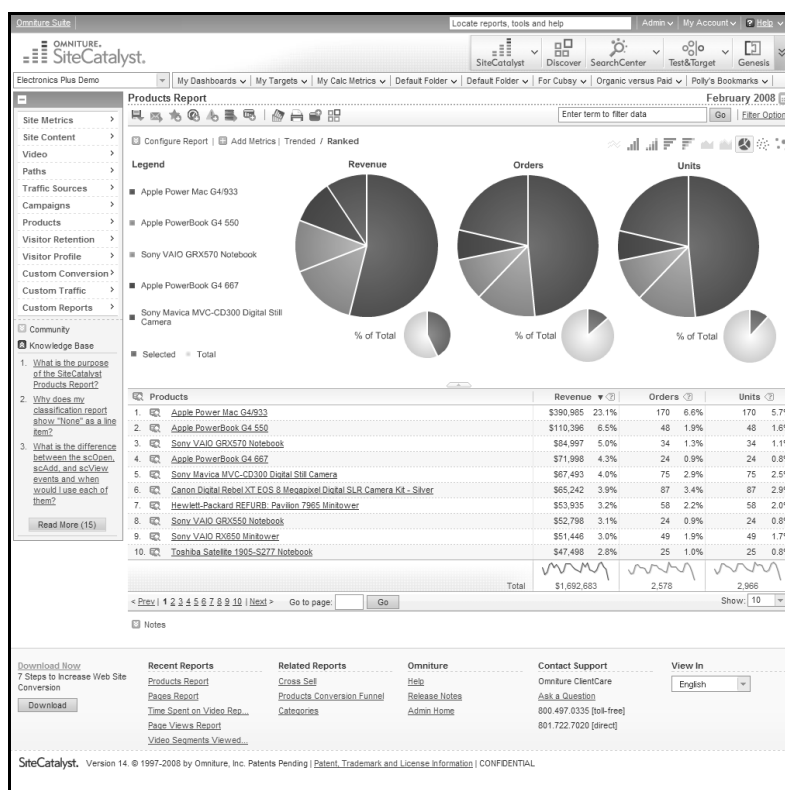 Omniture Suite
Locate reports, tools and help
Admin
My Account
Help
OMNITURE.
SiteCatalyst.
SiteCatalyst
Discover
SearchCenter
Test&Target
Genesis
Electronics Plus Demo
My Dashboards | My Targets | My Calc Metrics | Default Folder | Default Folder | For Cubsy | Organic versus Paid | Polly's Bookmarks
Products Report
February 2008
Enter term to filter data
Go
Filter Option
Site Metrics
Site Content
Video
Paths
Traffic Sources
Campaigns
Products
Visitor Retention
Visitor Profile
Custom Conversion
Custom Traffic
Custom Reports
Community
Knowledge Base
1. What is the purpose
of the SiteCatalyst
Products Report?
2. Why does my
classification report
show "None" as a line
item?
3. What is the difference
between the scOpen,
scAdd, and scView
events and when
would I use each of
them?
Read More (15)
Configure Report | Add Metrics | Trended / Ranked
Legend
Apple Power Mac G4/933
Apple PowerBook G4 550
Sony VAIO GRX570 Notebook
Apple PowerBook G4 667
Sony Mavica MVC-CD300 Digital Still
Camera
Selected
Total
Revenue
Orders
Units
% of Total
% of Total
% of Total
Products Revenue Orders Units
1. Apple Power Mac G4/933 $390,985 23.1% 170 6.6% 170 5.7
2. Apple PowerBook G4 550 $110,396 6.5% 48 1.9% 48 1.6
3. Sony VAIO GRX570 Notebook $84,997 5.0% 34 1.3% 34 1.1
4. Apple PowerBook G4 667 $71,998 4.3% 24 0.9% 24 0.8
5. Sony Mavica MVC-CD300 Digital Still Camera $67,493 4.0% 75 2.9% 75 2.5
6. Canon Digital Rebel XT EOS 8 Megapixel Digital SLR Camera Kit - Silver $65,242 3.9% 87 3.4% 87 2.9
7. Hewlett-Packard REFURB: Pavilion 7965 Minitower $53,935 3.2% 58 2.2% 58 2.0
8. Sony VAIO GRX550 Notebook $52,798 3.1% 24 0.9% 24 0.8
9. Sony VAIO RX650 Minitower $51,446 3.0% 49 1.9% 49 1.7
10. Toshiba Satellite 1905-S277 Notebook $47,498 2.8% 25 1.0% 25 0.8
Total $1,692,683 2,578 2,966
< Prev | 1 2 3 4 5 6 7 8 9 10 | Next > Go to page: Go
Show: 10
Notes
Download Now
7 Steps to Increase Web Site
Conversion
Download
Recent Reports
Products Report
Pages Report
Time Spent on Video Rep...
Page Views Report
Video Segments Viewed...
Related Reports
Cross Sell
Products Conversion Funnel
Categories
Omniture
Help
Release Notes
Admin Home
Contact Support
Omniture ClientCare
Ask a Question
800.497.0335 [toll-free]
801.722.7020 [direct]
View In
English
SiteCatalyst. Version 14. © 1997-2008 by Omniture, Inc. Patents Pending | Patent, Trademark and License Information | CONFIDENTIAL